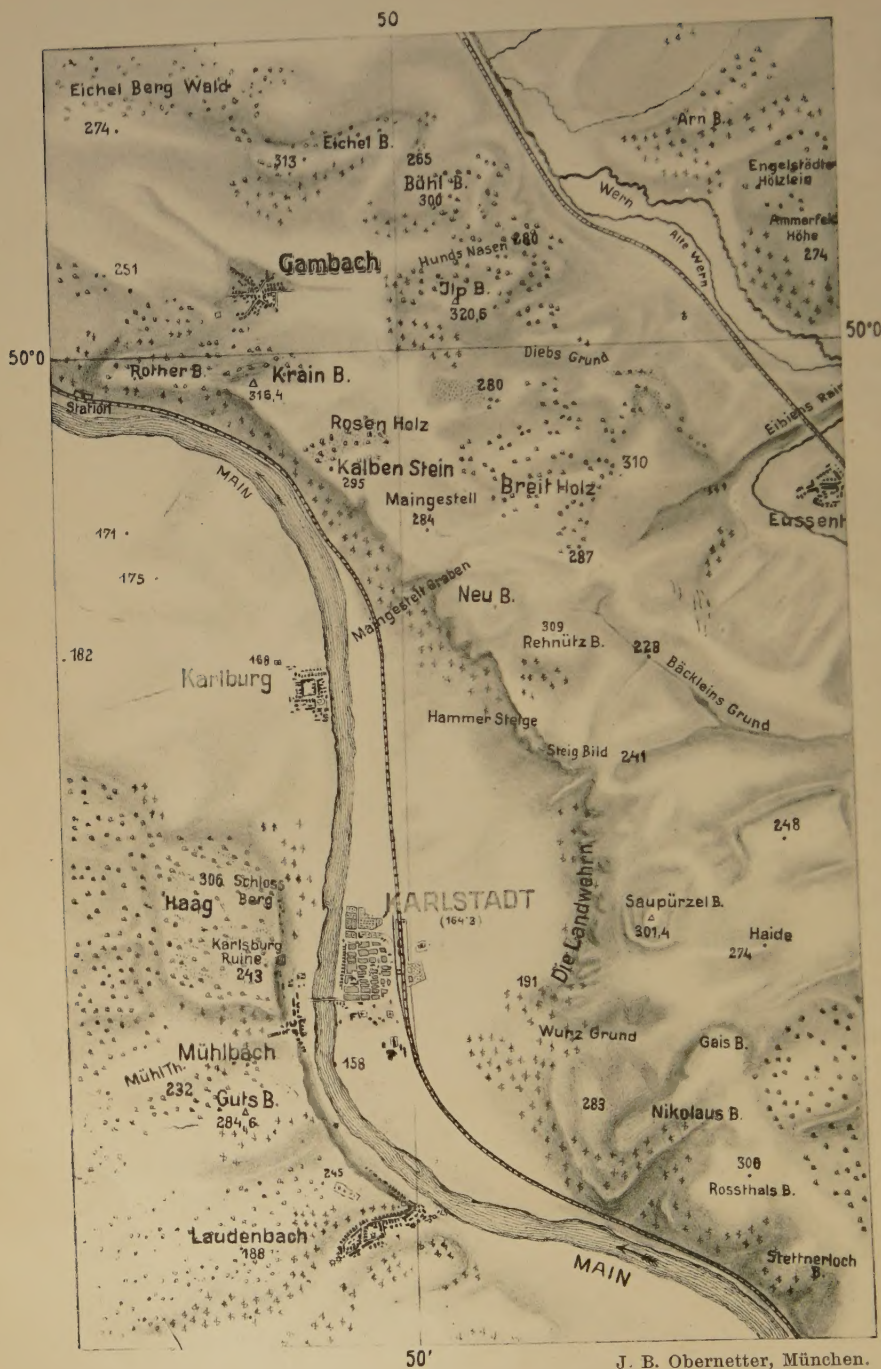 50
Eichel Berg Wald
274
Eichel B.
313
265
Bühl B.
300
Arn B.
Engelstädter
Hölzlein
Ammerfeld
Höhe
274
Wern
Alte Wern
Hunds Nasen 280
Jlp B.
320,6
Gambach
251
50°0
50°0
Diebs Grund
Rother B.
Krain B.
316,4
280
Station
Rosen Holz
Kalben Stein
295
MAIN
Maingestell
284
Breit Holz
310
287
Eibiens Rain
Eussenh
171
175
182
Maingestell Graben
Neu B.
309
Rehnütz B.
228
Bäckleins Grund
168
Karlburg
Hammer Steige
Steig Bild
241
248
306 Schloss
Berg
Haag
Karlsburg
Ruine
243
KARLSTADT
(164'3)
Die Landwehrn
Saupürzel B.
301,4
Haide
274
191
Wurz Grund
Gais B.
Mühlbach
Mühl Th.
232
Guts B.
284,6
158
283
Nikolaus B.
300
Rossthals B.
245
Laudenbach
188
Stettnerloch
B.
MAIN
50'
J. B. Obernetter, München.